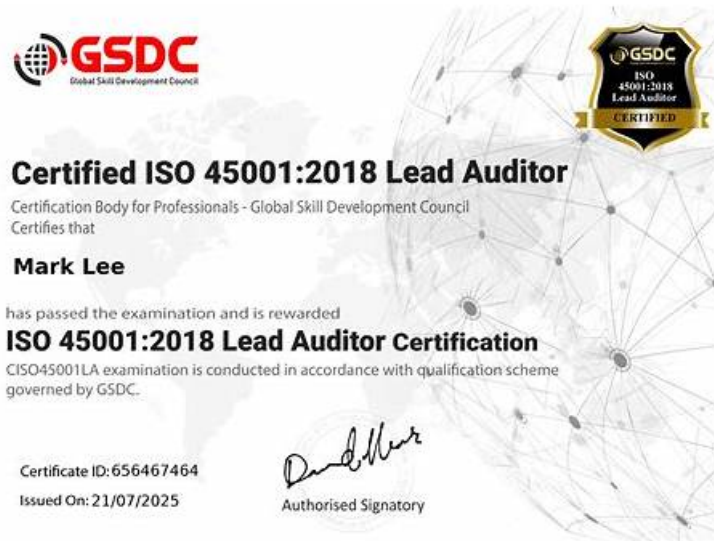 GSDC
Global Skill Development Council
GSDC
ISO
45001:2018
Lead Auditor
CERTIFIED
Certified ISO 45001:2018 Lead Auditor
Certification Body for Professionals - Global Skill Development Council
Certifies that
Mark Lee
has passed the examination and is rewarded
ISO 45001:2018 Lead Auditor Certification
CISO45001LA examination is conducted in accordance with qualification scheme
governed by GSDC.
Certificate ID: 656467464
Issued On: 21/07/2025
Authorised Signatory